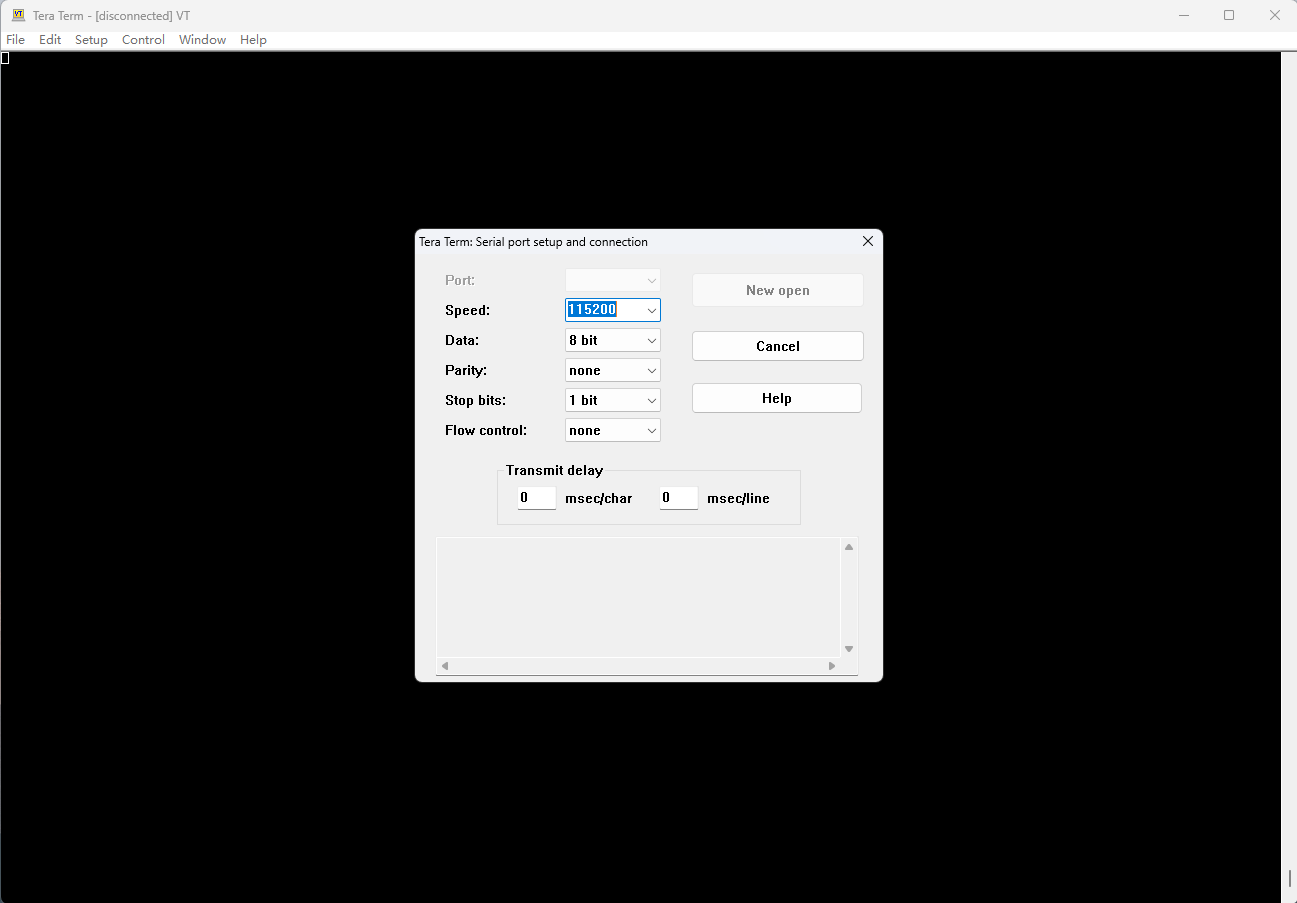 Tera Term - [disconnected] VT
File Edit Setup Control Window Help
Tera Term: Serial port setup and connection
Port:
New open
Speed: 115200
Data: 8 bit
Cancel
Parity: none
Stop bits: 1 bit
Help
Flow control: none
Transmit delay
0 msec/char 0 msec/line